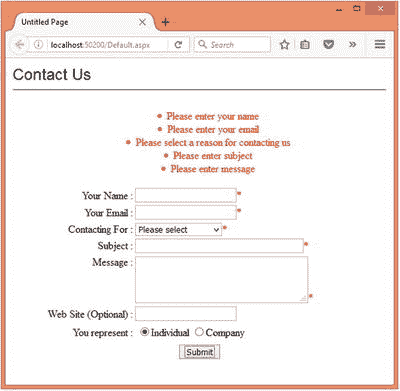 Untitled Page
localhost:50200/Default.aspx
Search
Contact Us
• Please enter your name
• Please enter your email
• Please select a reason for contacting us
• Please enter subject
• Please enter message
Your Name : *
Your Email : *
Contacting For : Please select *
Subject : *
Message : *
Web Site (Optional) :
You represent : Individual Company
Submit